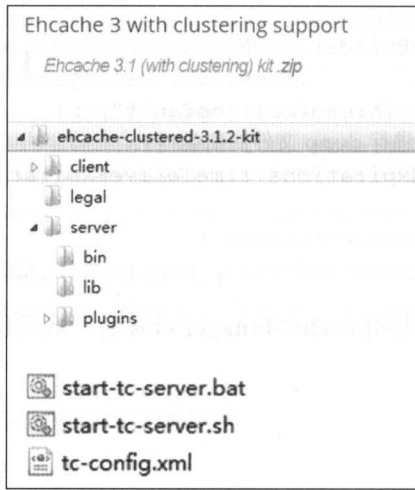 Ehcache 3 with clustering support
Ehcache 3.1 (with clustering) kit .zip
ehcache-clustered-3.1.2-kit
client
legal
server
bin
lib
plugins
start-tc-server.bat
start-tc-server.sh
tc-config.xml